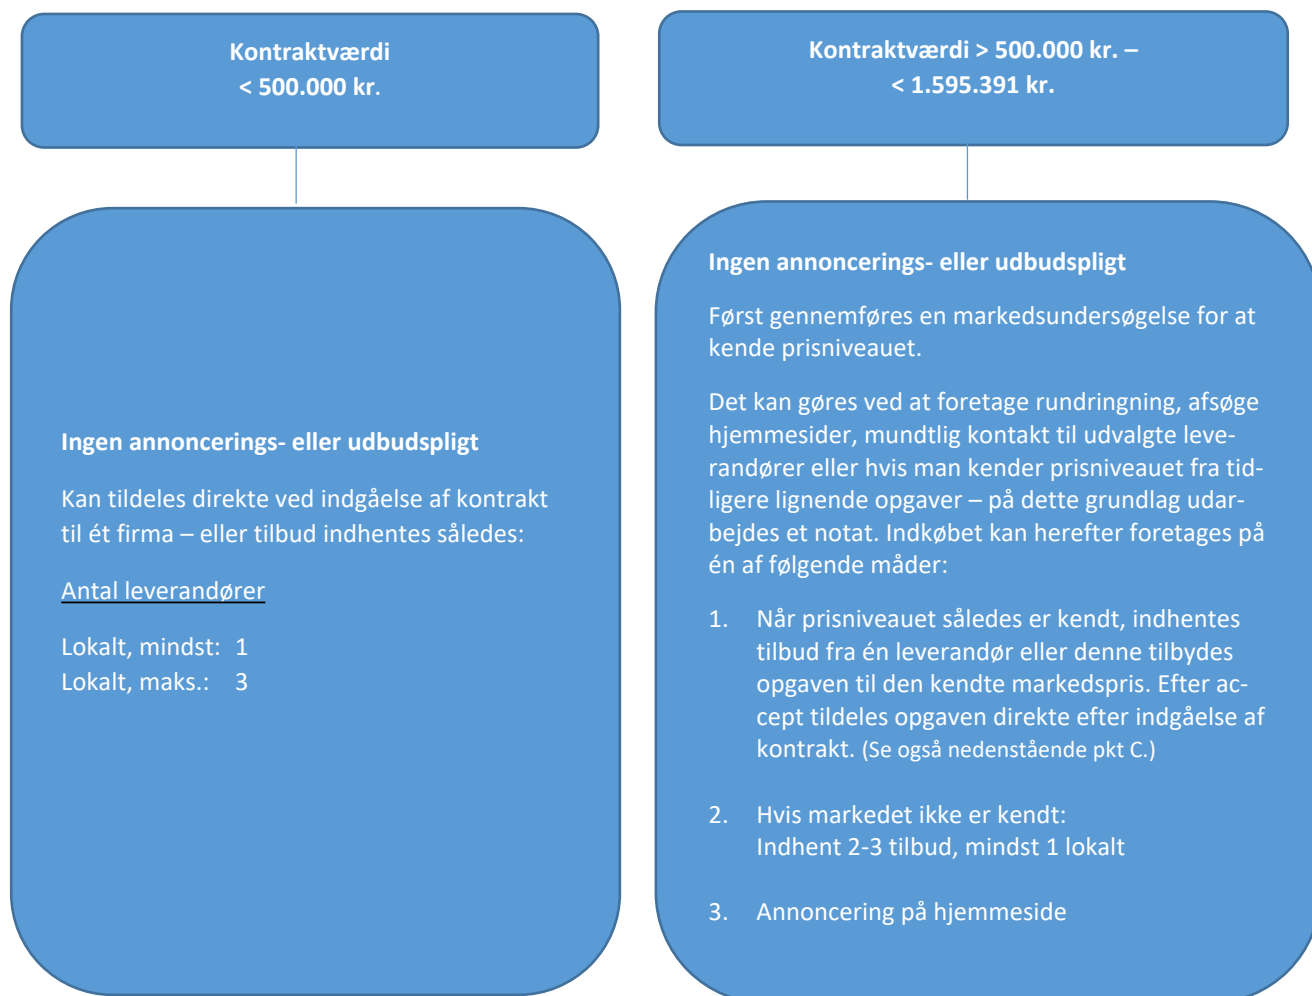 Kontraktværdi
< 500.000 kr.
Kontraktværdi > 500.000 kr. –
< 1.595.391 kr.
Ingen annoncerings- eller udbudspligt
Kan tildeles direkte ved indgåelse af kontrakt
til ét firma – eller tilbud indhentes således:
Antal leverandører
Lokalt, mindst: 1
Lokalt, maks.: 3
Ingen annoncerings- eller udbudspligt
Først gennemføres en markedsundersøgelse for at
kende prisniveauet.
Det kan gøres ved at foretage rundringning, afsøge
hjemmesider, mundtlig kontakt til udvalgte leve-
randører eller hvis man kender prisniveauet fra tid-
ligere lignende opgaver – på dette grundlag udar-
bejdes et notat. Indkøbet kan herefter foretages på
én af følgende måder:
1. Når prisniveauet således er kendt, indhentes
tilbud fra én leverandør eller denne tilbydes
opgaven til den kendte markedspris. Efter ac-
cept tildeles opgaven direkte efter indgåelse af
kontrakt. (Se også nedenstående pkt C.)
2. Hvis markedet ikke er kendt:
Indhent 2-3 tilbud, mindst 1 lokalt
3. Annoncering på hjemmeside